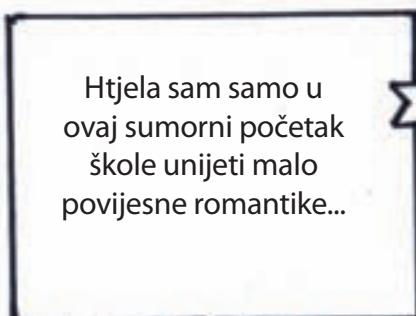 Htjela sam samo u
ovaj sumorni početak
škole unijeti malo
povijesne romantike...